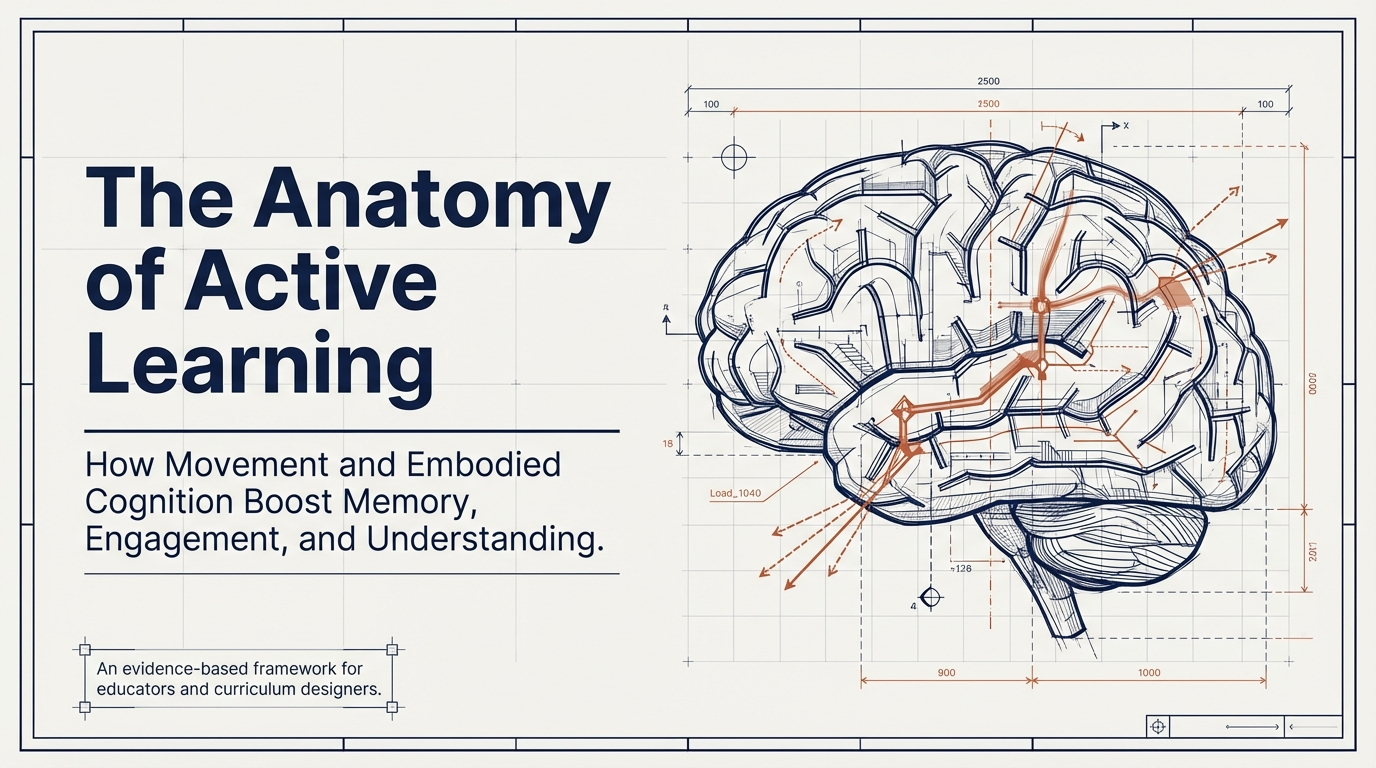 The Anatomy
of Active
Learning
How Movement and Embodied
Cognition Boost Memory,
Engagement, and Understanding.
An evidence-based framework for
educators and curriculum designers.
2500
100
2500
100
x
18
Load_1040
126
4
900
1000